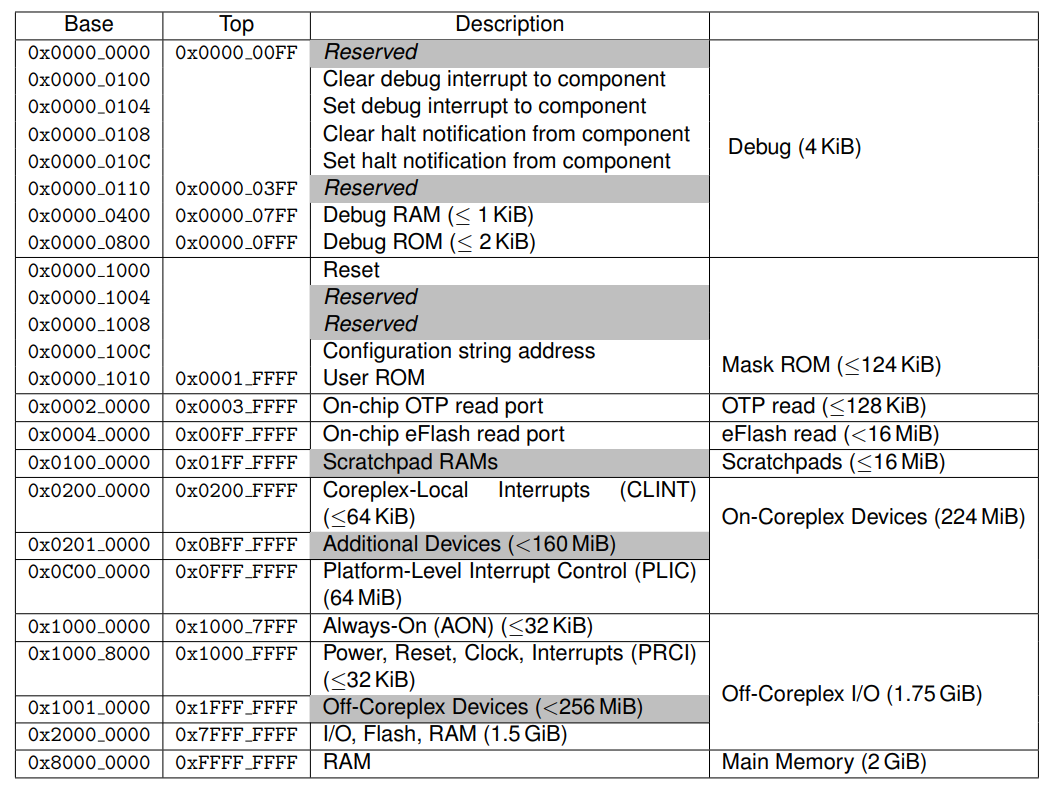 Base Top Description
0x0000_0000 0x0000_00FF Reserved
0x0000_0100 Clear debug interrupt to component
0x0000_0104 Set debug interrupt to component
0x0000_0108 Clear halt notification from component
Debug (4 KiB)
0x0000_010C Set halt notification from component
0x0000_0110 0x0000_03FF Reserved
0x0000_0400 0x0000_07FF Debug RAM (≤ 1 KiB)
0x0000_0800 0x0000_0FFF Debug ROM (≤ 2 KiB)
0x0000_1000 Reset
0x0000_1004 Reserved
0x0000_1008 Reserved
0x0000_100C Configuration string address
Mask ROM (≤124 KiB)
0x0000_1010 0x0001_FFFF User ROM
0x0002_0000 0x0003_FFFF On-chip OTP read port OTP read (≤128 KiB)
0x0004_0000 0x00FF_FFFF On-chip eFlash read port eFlash read (<16 MiB)
0x0100_0000 0x01FF_FFFF Scratchpad RAMs Scratchpads (≤16 MiB)
0x0200_0000 0x0200_FFFF Coreplex-Local Interrupts (CLINT)
(≤64 KiB) On-Coreplex Devices (224 MiB)
0x0201_0000 0x0BFF_FFFF Additional Devices (<160 MiB)
0x0C00_0000 0x0FFF_FFFF Platform-Level Interrupt Control (PLIC)
(64 MiB)
0x1000_0000 0x1000_7FFF Always-On (AON) (≤32 KiB)
0x1000_8000 0x1000_FFFF Power, Reset, Clock, Interrupts (PRCI)
(≤32 KiB)
Off-Coreplex I/O (1.75 GiB)
0x1001_0000 0x1FFF_FFFF Off-Coreplex Devices (<256 MiB)
0x2000_0000 0x7FFF_FFFF I/O, Flash, RAM (1.5 GiB)
0x8000_0000 0xFFFF_FFFF RAM Main Memory (2 GiB)